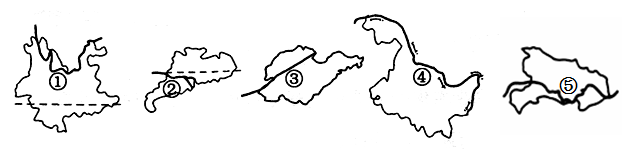 ① ② ③ ④ ⑤